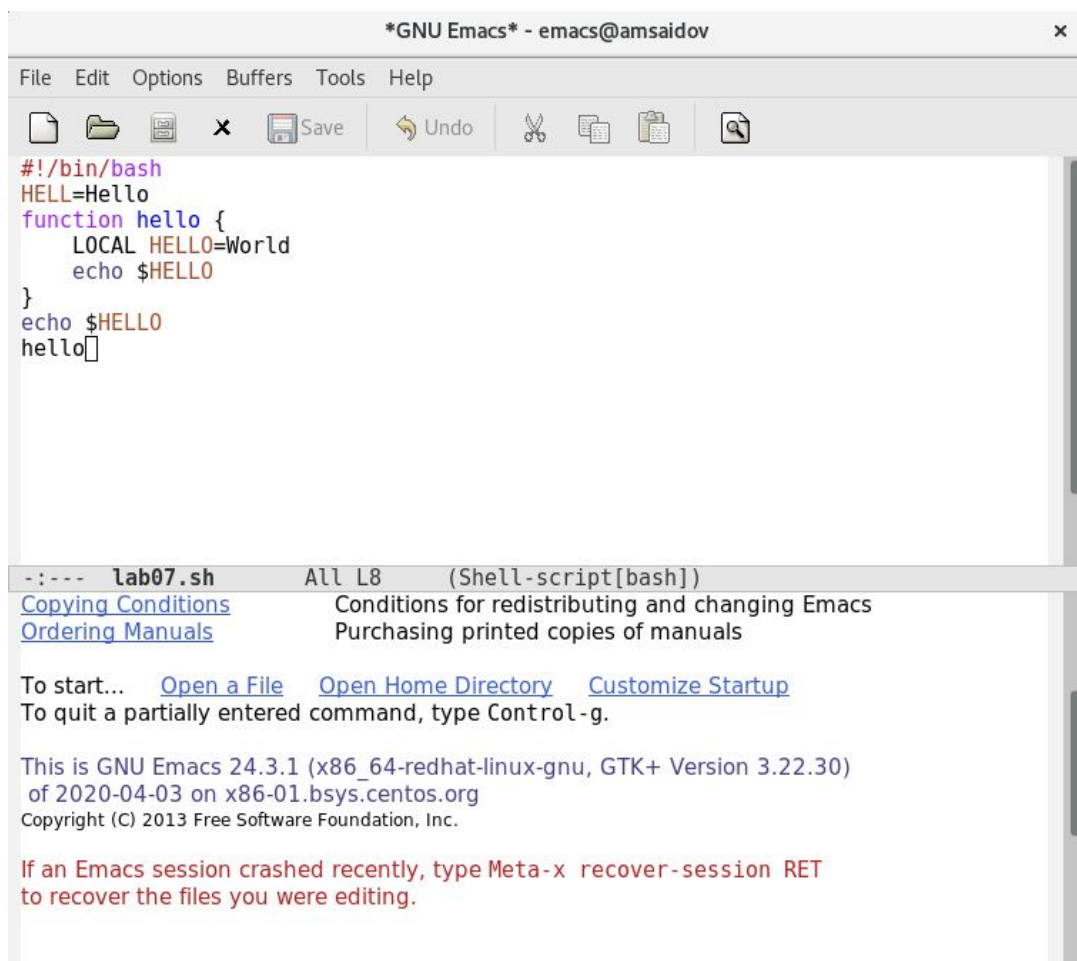 *GNU Emacs* - emacs@amsaidov ×
File Edit Options Buffers Tools Help
Save Undo
#!/bin/bash
HELL=Hello
function hello {
    LOCAL HELLO=World
    echo $HELLO
}
echo $HELLO
hello
-:--- lab07.sh All L8 (Shell-script[bash])
Copying Conditions Conditions for redistributing and changing Emacs
Ordering Manuals Purchasing printed copies of manuals
To start... Open a File Open Home Directory Customize Startup
To quit a partially entered command, type Control-g.
This is GNU Emacs 24.3.1 (x86_64-redhat-linux-gnu, GTK+ Version 3.22.30)
of 2020-04-03 on x86-01.bsys.centos.org
Copyright (C) 2013 Free Software Foundation, Inc.
If an Emacs session crashed recently, type Meta-x recover-session RET
to recover the files you were editing.